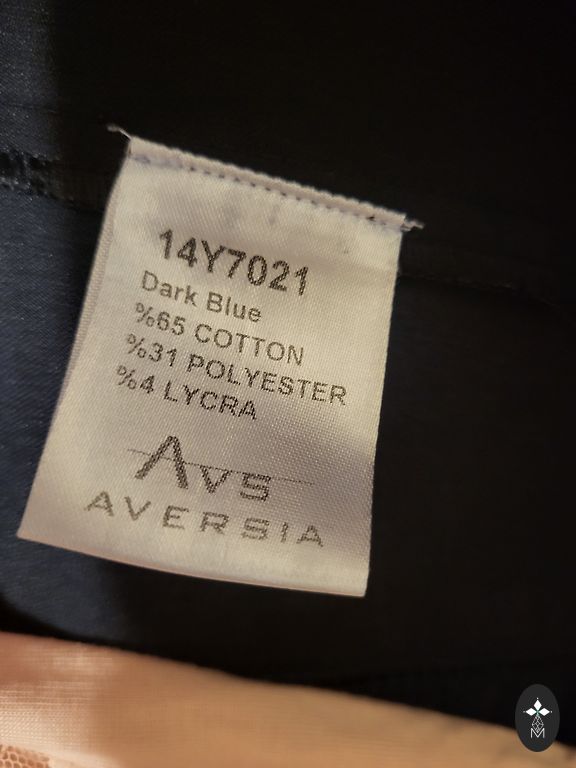 14Y7021
Dark Blue
%65 COTTON
%31 POLYESTER
%4 LYCRA
AVS
AVERSIA
M